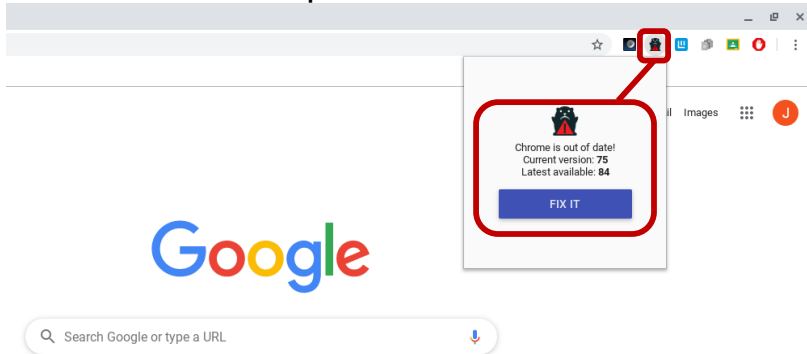 il Images
J
Chrome is out of date!
Current version: 75
Latest available: 84
FIX IT
Google
Search Google or type a URL